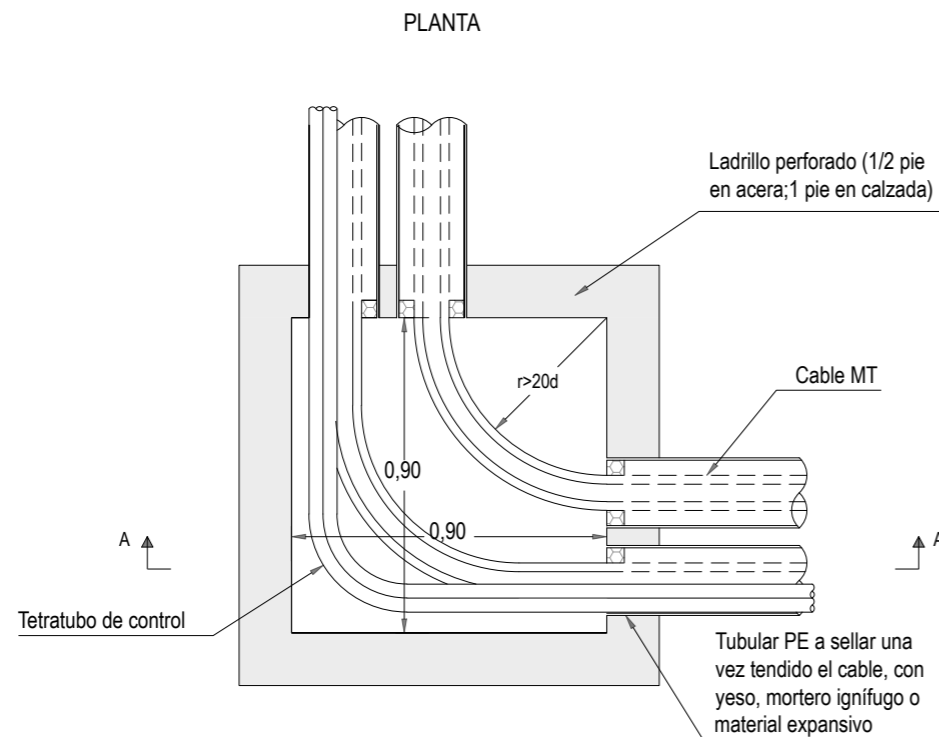 PLANTA
Ladrillo perforado (1/2 pie
en acera;1 pie en calzada)
r>20d
Cable MT
0,90
0,90
A
A
Tetratubo de control
Tubular PE a sellar una
vez tendido el cable, con
yeso, mortero ignífugo o
material expansivo